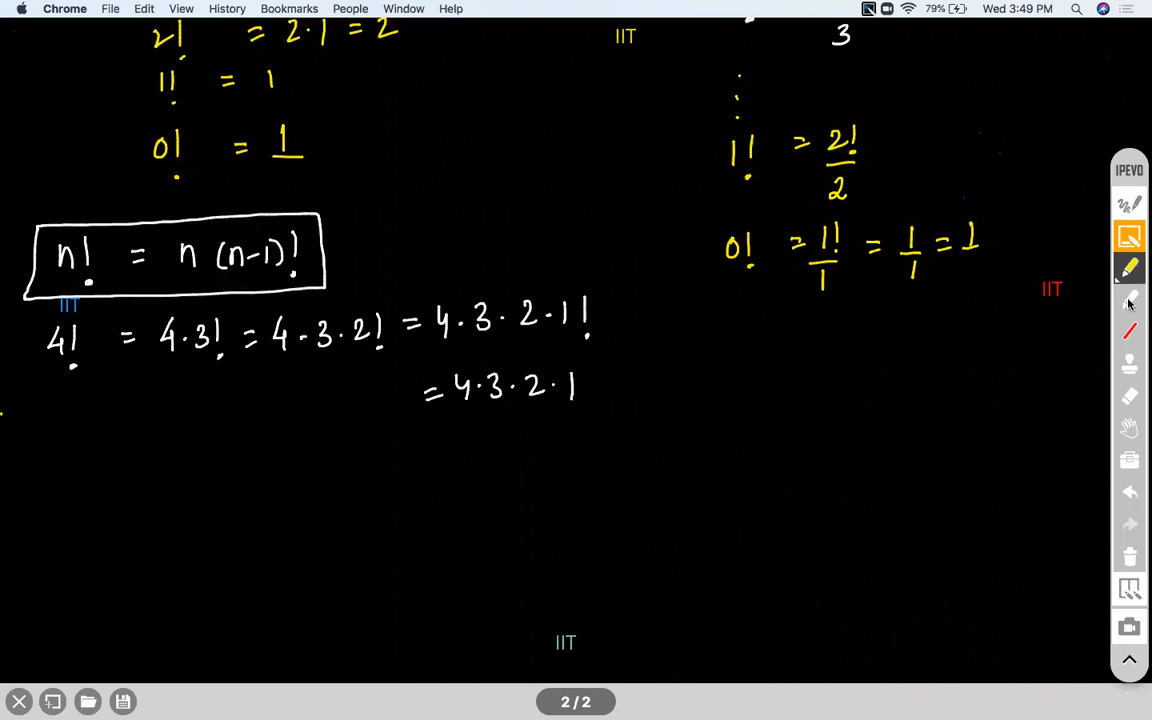 Chrome File Edit View History Bookmarks People Window Help 79% Wed 3:49 PM
2! = 2·1 = 2
1! = 1
0! = 1
n! = n (n-1)!
4! = 4·3! = 4·3·2! = 4·3·2·1!
= 4·3·2·1
IIT
IIT
3
1! = 2!/2
0! = 1!/1 = 1/1 = 1
IIT
IIT
IPEVO
2 / 2